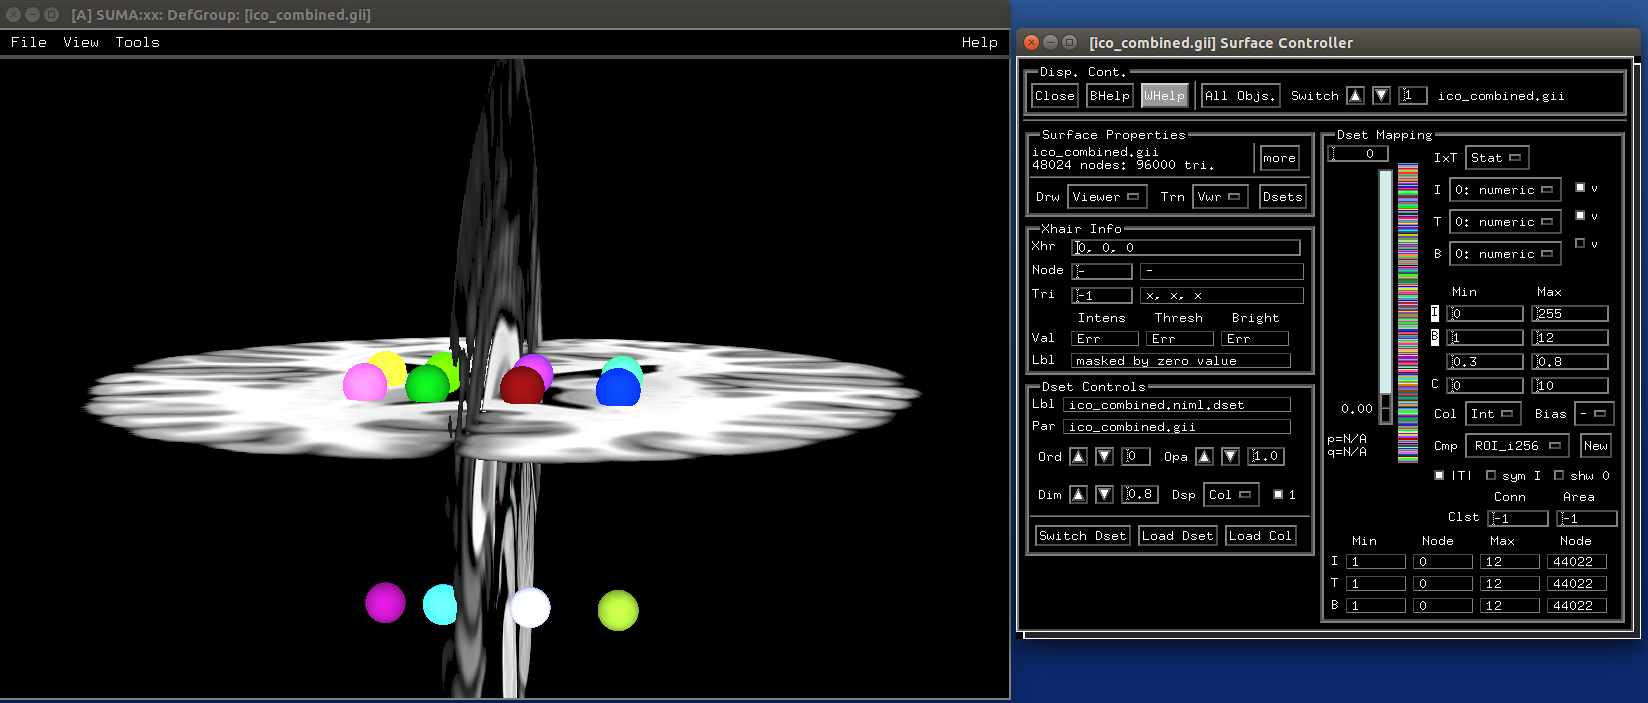 [A] SUMA:xx: DefGroup: [ico_combined.gii]
File View Tools Help
[ico_combined.gii] Surface Controller
Disp. Cont.
Close BHelp WHelp All Objs. Switch 1 ico_combined.gii
Surface Properties
ico_combined.gii
48024 nodes: 96000 tri.
more
Drw Viewer Trn Vwr Dsets
Xhair Info
Xhr 0, 0, 0
Node - -
Tri -1 x, x, x
Intens Thresh Bright
Val Err Err Err
Lbl masked by zero value
Dset Controls
Lbl ico_combined.niml.dset
Par ico_combined.gii
Ord 0 Opa 1.0
Dim 0.8 Dsp Col 1
Switch Dset Load Dset Load Col
Dset Mapping
0
IxT Stat
I 0: numeric v
T 0: numeric v
B 0: numeric v
Min Max
I 0 255
B 1 12
0.3 0.8
C 0 10
0.00
Col Int Bias -
p=N/A
q=N/A
Cmp ROI_i256 New
|T| sym I shw 0
Conn Area
Clst -1 -1
Min Node Max Node
I 1 0 12 44022
T 1 0 12 44022
B 1 0 12 44022